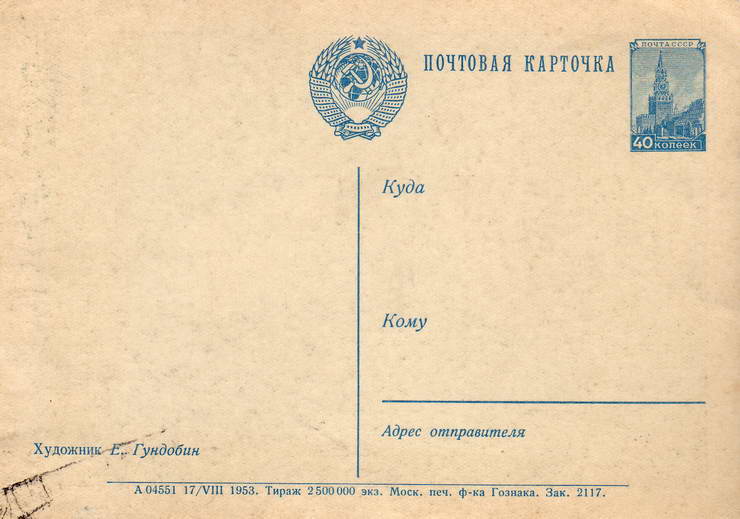 ПОЧТОВАЯ КАРТОЧКА
ПОЧТА СССР
40 копеек
Куда
Кому
Адрес отправителя
Художник Е. Гундобин
А 04551 17/VIII 1953. Тираж 2 500 000 экз. Моск. печ. ф-ка Гознака. Зак. 2117.